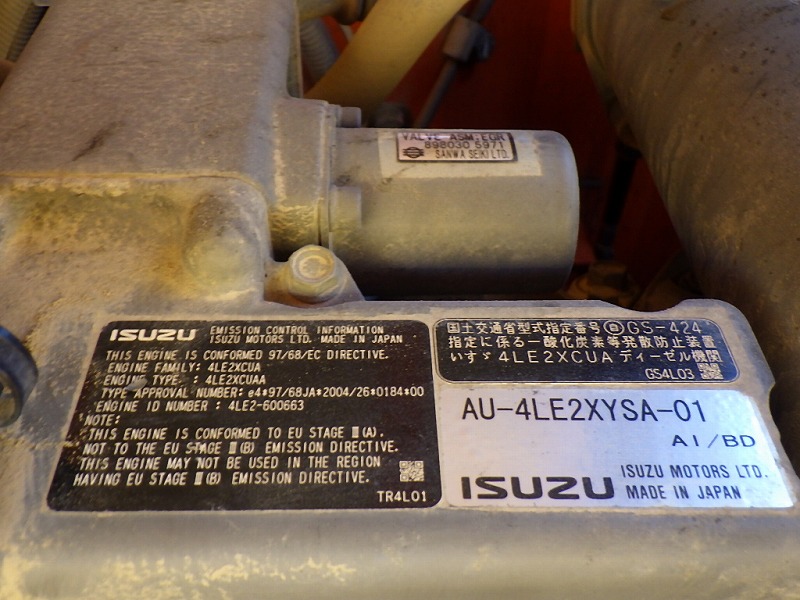 VALVE ASM:EGR
898030 5971
SANWA SEIKI LTD.
ISUZU EMISSION CONTROL INFORMATION
ISUZU MOTORS LTD. MADE IN JAPAN
THIS ENGINE IS CONFORMED 97/68/EC DIRECTIVE.
ENGINE FAMILY: 4LE2XCUA
ENGINE TYPE : 4LE2XCUAA
TYPE APPROVAL NUMBER: e4*97/68JA*2004/26*0184*00
ENGINE ID NUMBER : 4LE2-600663
NOTE:
THIS ENGINE IS CONFORMED TO EU STAGE Ⅲ(A).
NOT TO THE EU STAGE Ⅲ(B) EMISSION DIRECTIVE.
THIS ENGINE MAY NOT BE USED IN THE REGION
HAVING EU STAGE Ⅲ(B) EMISSION DIRECTIVE.
TR4L01
国土交通省型式指定番号 GS-424
指定に係る一酸化炭素等発散防止装置
いすゞ4LE2XCUAディーゼル機関
GS4L03
AU-4LE2XYSA-01
AI/BD
ISUZU MOTORS LTD.
ISUZU MADE IN JAPAN